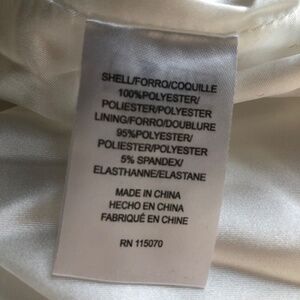 SHELL/FORRO/COQUILLE
100%POLYESTER/
POLIESTER/POLYESTER
LINING/FORRO/DOUBLURE
95%POLYESTER/
POLIESTER/POLYESTER
5% SPANDEX/
ELASTHANNE/ELASTANE
MADE IN CHINA
HECHO EN CHINA
FABRIQUÉ EN CHINE
RN 115070